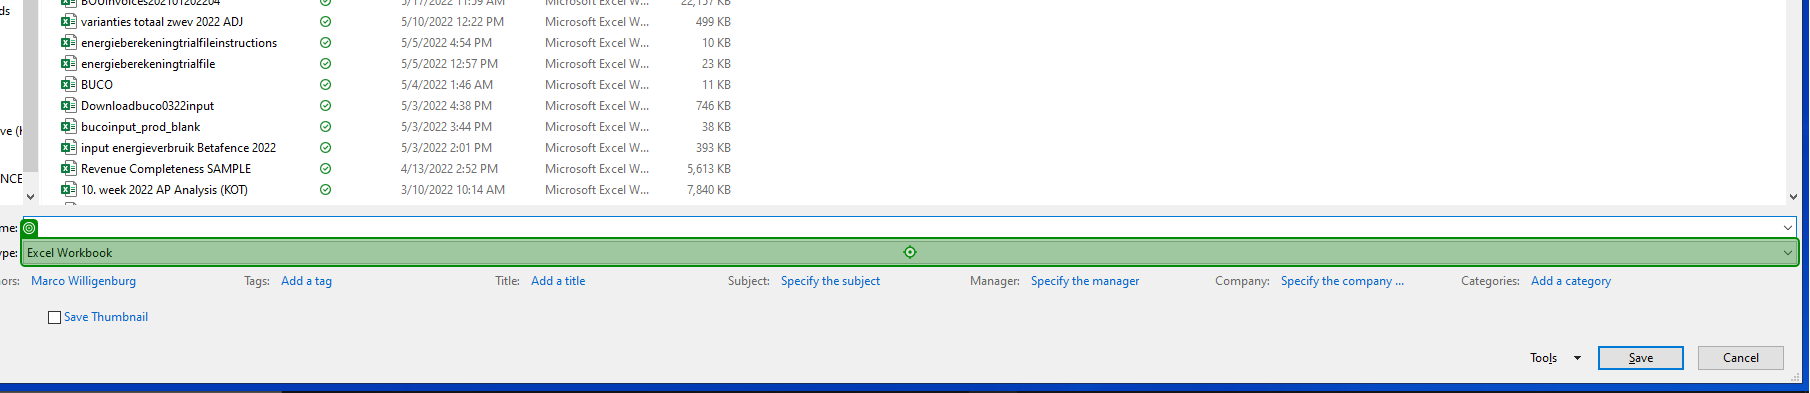 ds BOUInvoices202101202204 5/17/2022 11:59 AM Microsoft Excel W... 22,157 KB
varianties totaal zwev 2022 ADJ 5/10/2022 12:22 PM Microsoft Excel W... 499 KB
energieberekeningtrialfileinstructions 5/5/2022 4:54 PM Microsoft Excel W... 10 KB
energieberekeningtrialfile 5/5/2022 12:57 PM Microsoft Excel W... 23 KB
BUCO 5/4/2022 1:46 AM Microsoft Excel W... 11 KB
Downloadbuco0322input 5/3/2022 4:38 PM Microsoft Excel W... 746 KB
ve (H bucoinput_prod_blank 5/3/2022 3:44 PM Microsoft Excel W... 38 KB
input energieverbruik Betafence 2022 5/3/2022 2:01 PM Microsoft Excel W... 393 KB
Revenue Completeness SAMPLE 4/13/2022 2:52 PM Microsoft Excel W... 5,613 KB
NCE 10. week 2022 AP Analysis (KOT) 3/10/2022 10:14 AM Microsoft Excel W... 7,840 KB
me:
ype: Excel Workbook
ors: Marco Willigenburg Tags: Add a tag Title: Add a title Subject: Specify the subject Manager: Specify the manager Company: Specify the company ... Categories: Add a category
Save Thumbnail
Tools Save Cancel